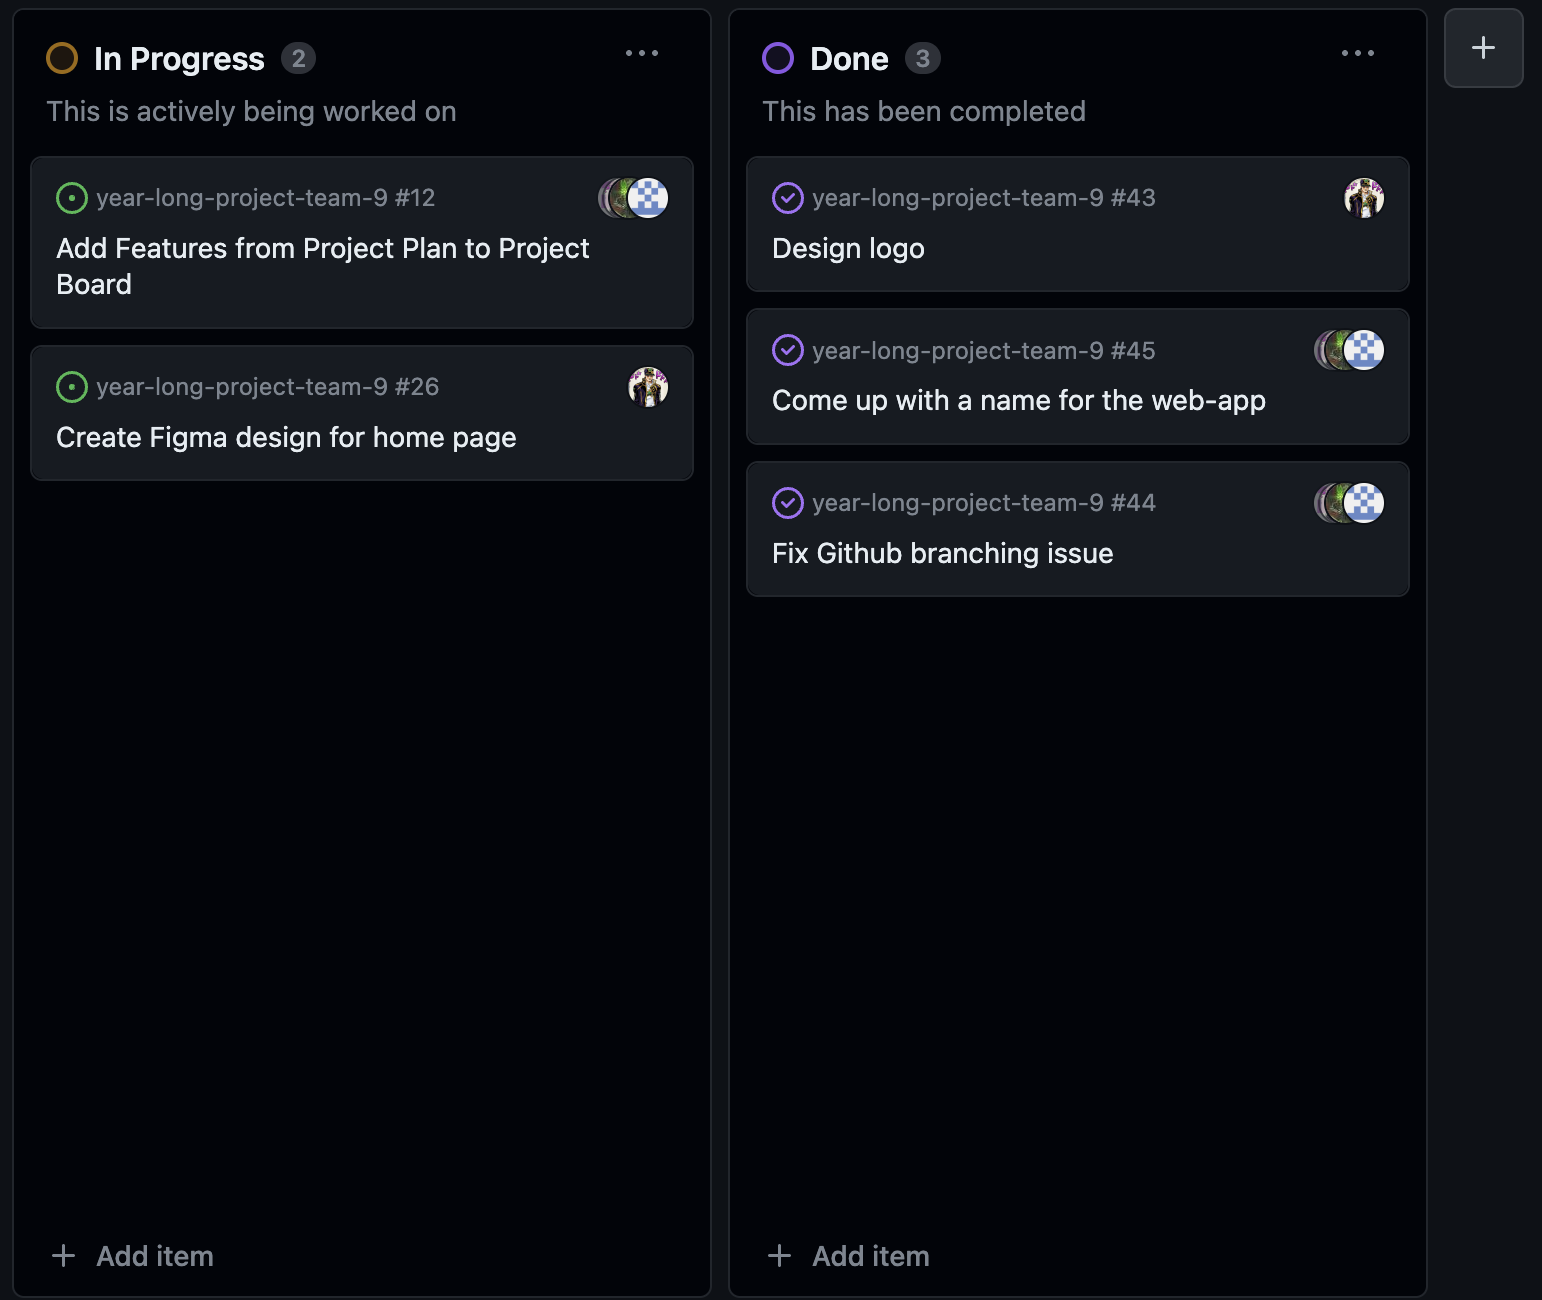 In Progress 2
This is actively being worked on
year-long-project-team-9 #12
Add Features from Project Plan to Project
Board
year-long-project-team-9 #26
Create Figma design for home page
Add item
Done 3
This has been completed
year-long-project-team-9 #43
Design logo
year-long-project-team-9 #45
Come up with a name for the web-app
year-long-project-team-9 #44
Fix Github branching issue
Add item